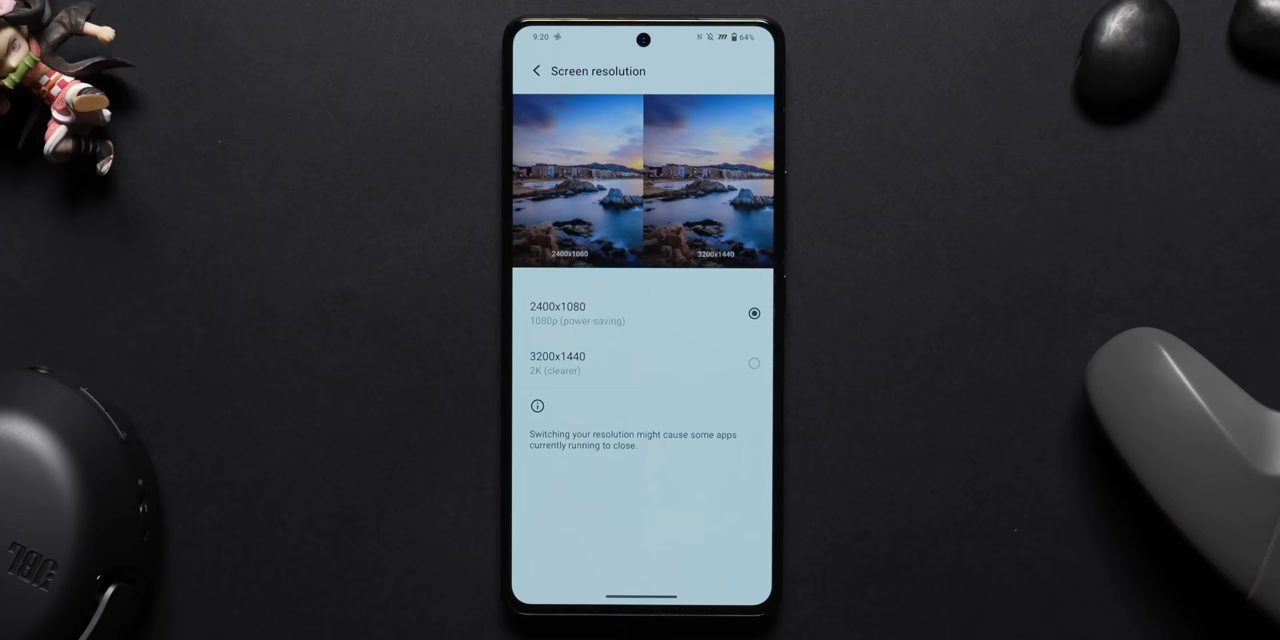 9:20
64%
Screen resolution
2400x1080
3200x1440
2400x1080
1080p (power-saving)
3200x1440
2K (clearer)
Switching your resolution might cause some apps
currently running to close.
JBL